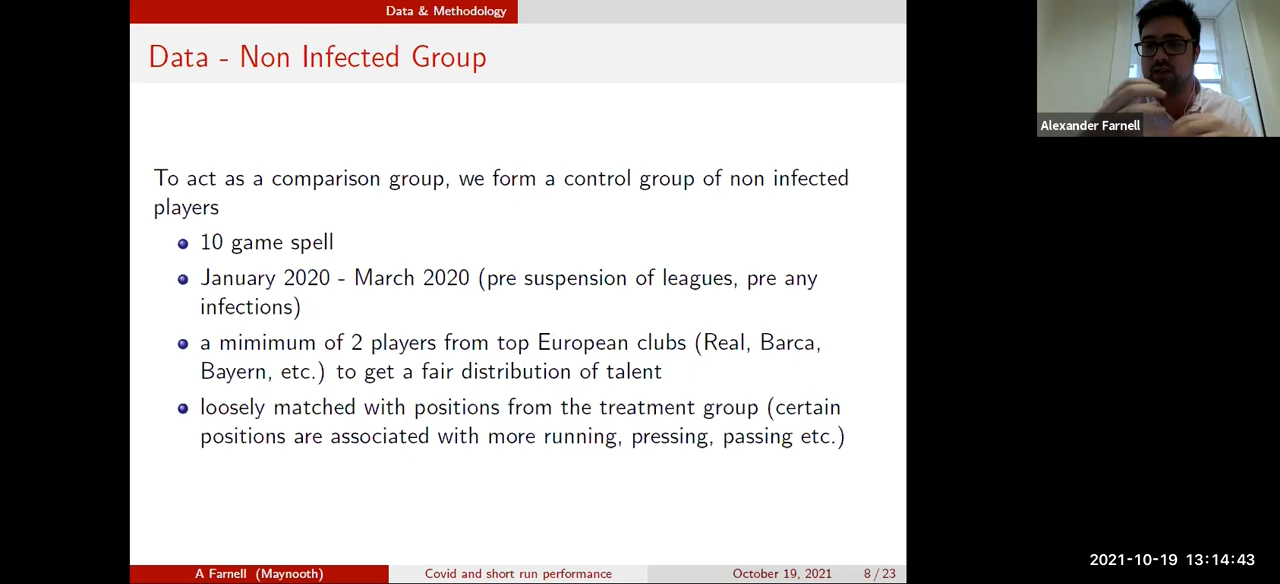 Data & Methodology
Data - Non Infected Group
To act as a comparison group, we form a control group of non infected
players
10 game spell
January 2020 - March 2020 (pre suspension of leagues, pre any
infections)
a mimimum of 2 players from top European clubs (Real, Barca,
Bayern, etc.) to get a fair distribution of talent
loosely matched with positions from the treatment group (certain
positions are associated with more running, pressing, passing etc.)
A Farnell (Maynooth) Covid and short run performance October 19, 2021 8 / 23
Alexander Farnell
2021-10-19 13:14:43